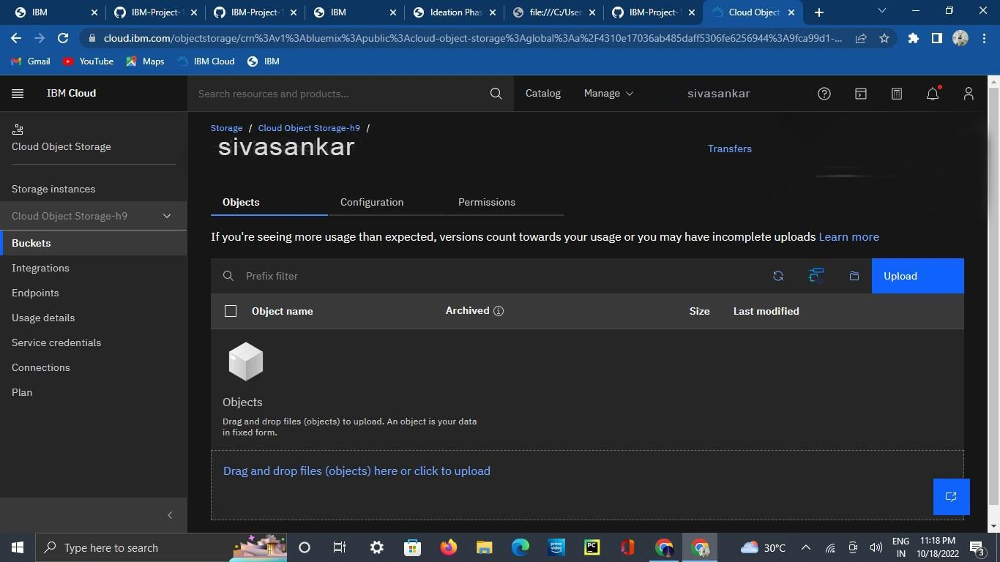 IBM
IBM-Project-1
IBM-Project-1
IBM
Ideation Phas
file:///C:/User
IBM-Project-1
Cloud Object
cloud.ibm.com/objectstorage/crn%3Av1%3Abluemix%3Apublic%3Acloud-object-storage%3Aglobal%3Aa%2F4310e17036ab485daff5306fe6256944%3A9fca99d1-...
Gmail
YouTube
Maps
IBM Cloud
IBM
IBM Cloud
Search resources and products...
Catalog
Manage
sivasankar
Cloud Object Storage
Storage instances
Cloud Object Storage-h9
Buckets
Integrations
Endpoints
Usage details
Service credentials
Connections
Plan
Storage / Cloud Object Storage-h9 /
sivasankar
Transfers
Objects
Configuration
Permissions
If you're seeing more usage than expected, versions count towards your usage or you may have incomplete uploads Learn more
Prefix filter
Upload
Object name
Archived
Size
Last modified
Objects
Drag and drop files (objects) to upload. An object is your data
in fixed form.
Drag and drop files (objects) here or click to upload
Type here to search
prime video
PC
30°C
ENG
IN
11:18 PM
10/18/2022
3